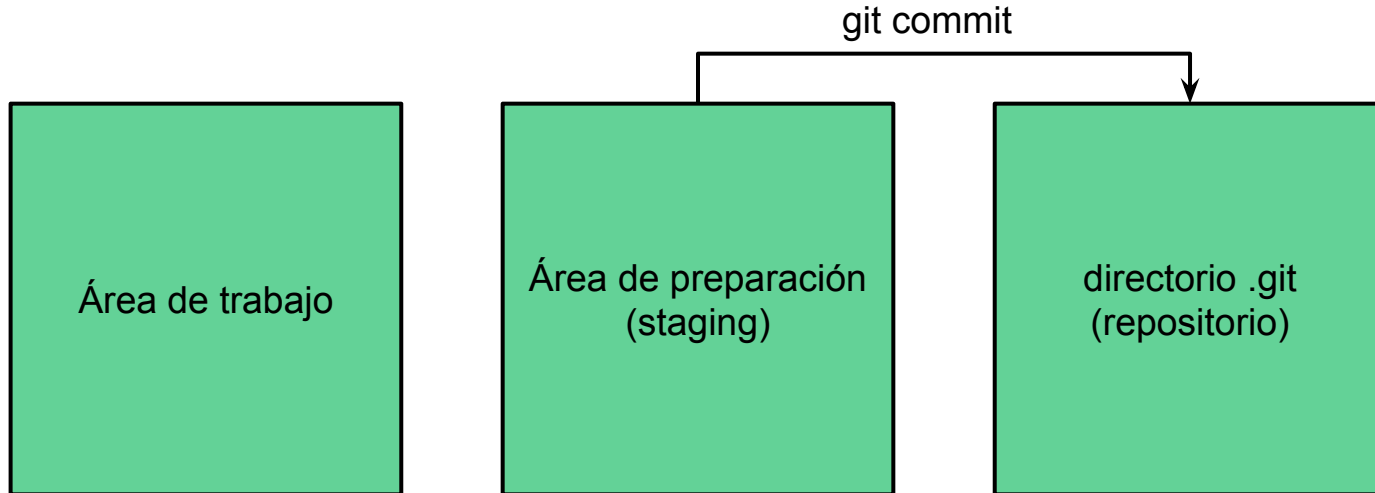 git commit
Área de trabajo
Área de preparación
(staging)
directorio .git
(repositorio)